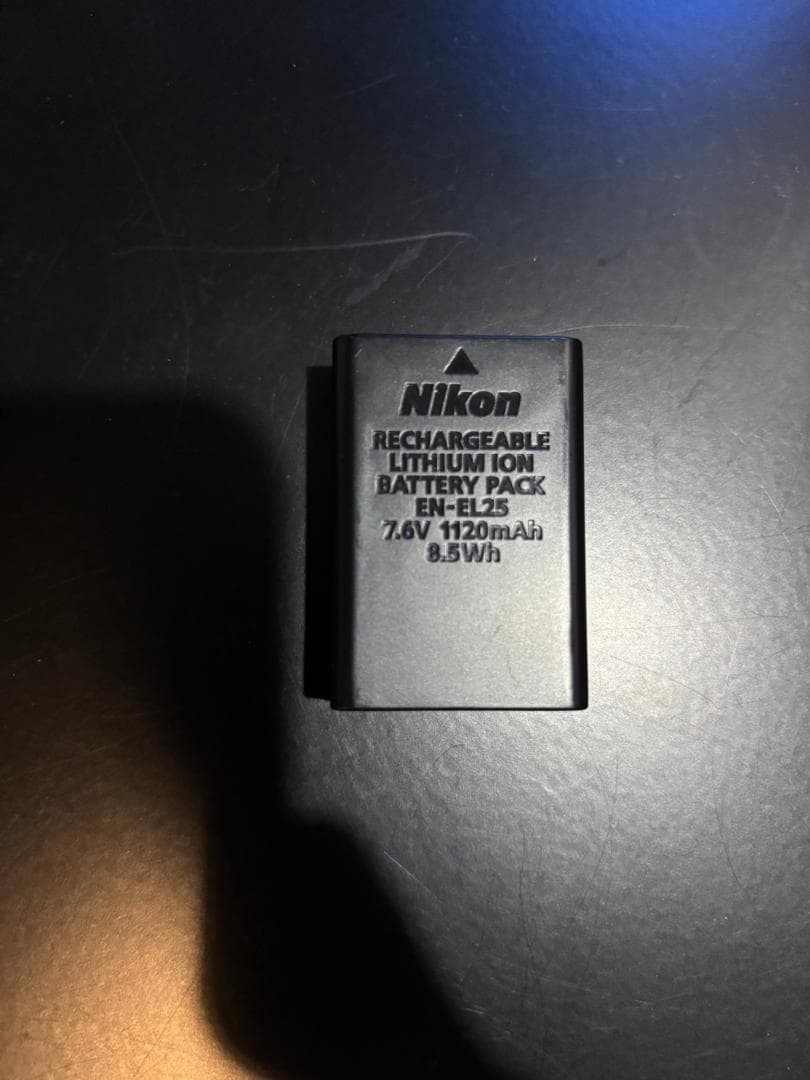 Nikon
RECHARGEABLE
LITHIUM ION
BATTERY PACK
EN-EL25
7.6V 1120mAh
8.5Wh